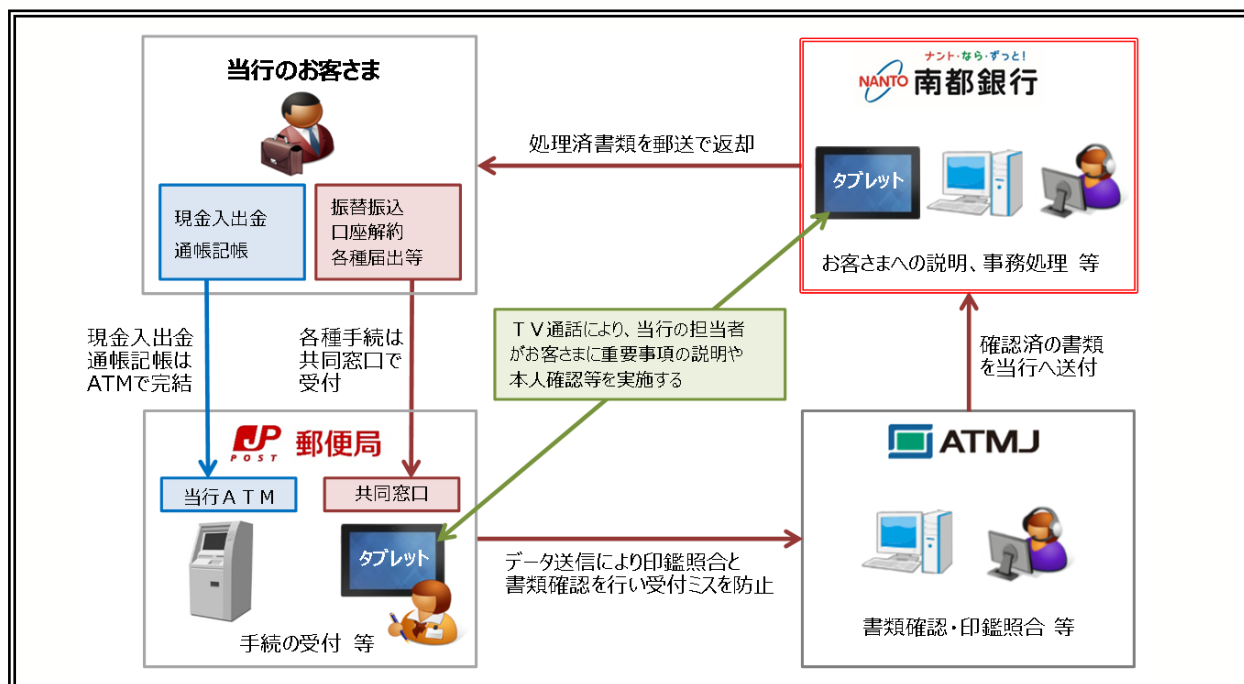 当行のお客さま
現金入出金
通帳記帳
振替振込
口座解約
各種届出等
処理済書類を郵送で返却
ナント・なら・ずっと!
NANTO 南都銀行
タブレット
お客さまへの説明、事務処理 等
現金入出金
通帳記帳は
ATMで完結
各種手続は
共同窓口で
受付
TV通話により、当行の担当者
がお客さまに重要事項の説明や
本人確認等を実施する
確認済の書類
を当行へ送付
JP POST 郵便局
当行ATM
共同窓口
タブレット
手続の受付 等
データ送信により印鑑照合と
書類確認を行い受付ミスを防止
ATMJ
書類確認・印鑑照合 等